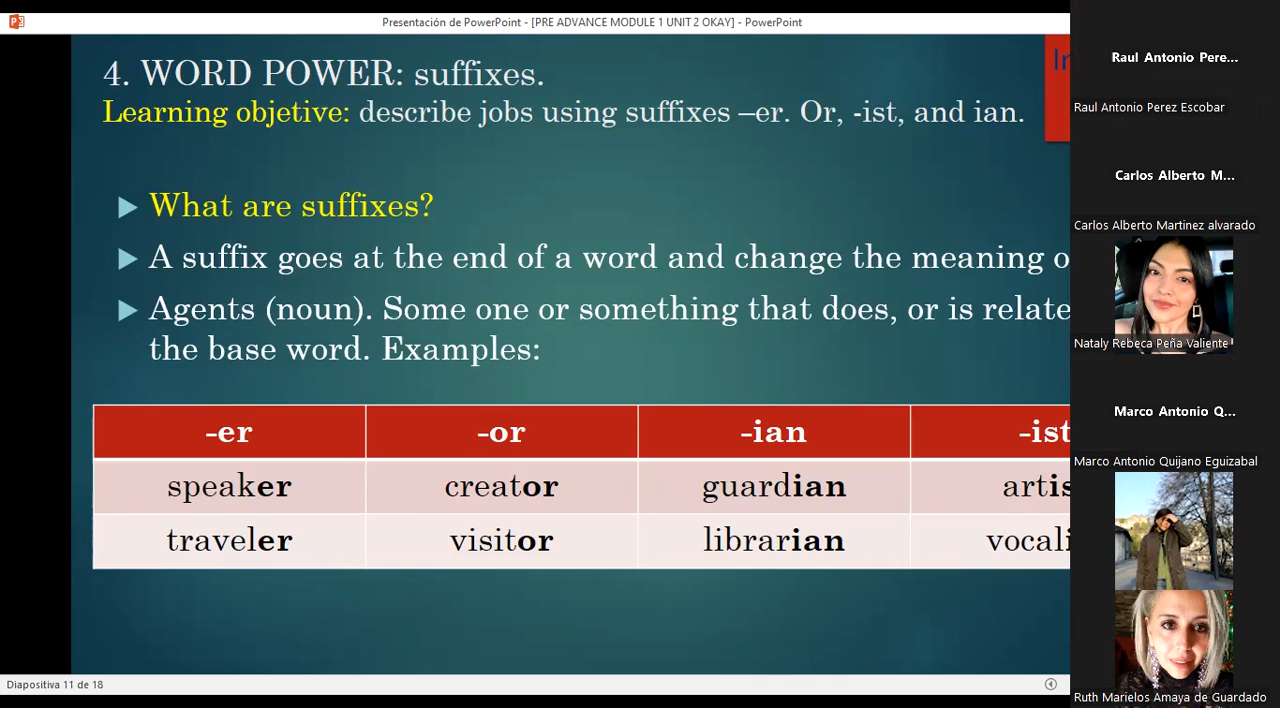 Presentación de PowerPoint - [PRE ADVANCE MODULE 1 UNIT 2 OKAY] - PowerPoint
4. WORD POWER: suffixes.
Learning objetive: describe jobs using suffixes –er. Or, -ist, and ian.
What are suffixes?
A suffix goes at the end of a word and change the meaning o
Agents (noun). Some one or something that does, or is relate
the base word. Examples:
-er -or -ian -ist
speaker creator guardian artis
traveler visitor librarian vocali
Diapositiva 11 de 18
Raul Antonio Pere...
Raul Antonio Perez Escobar
Carlos Alberto M...
Carlos Alberto Martinez alvarado
Nataly Rebeca Peña Valiente
Marco Antonio Q...
Marco Antonio Quijano Eguizabal
Ruth Marielos Amaya de Guardado